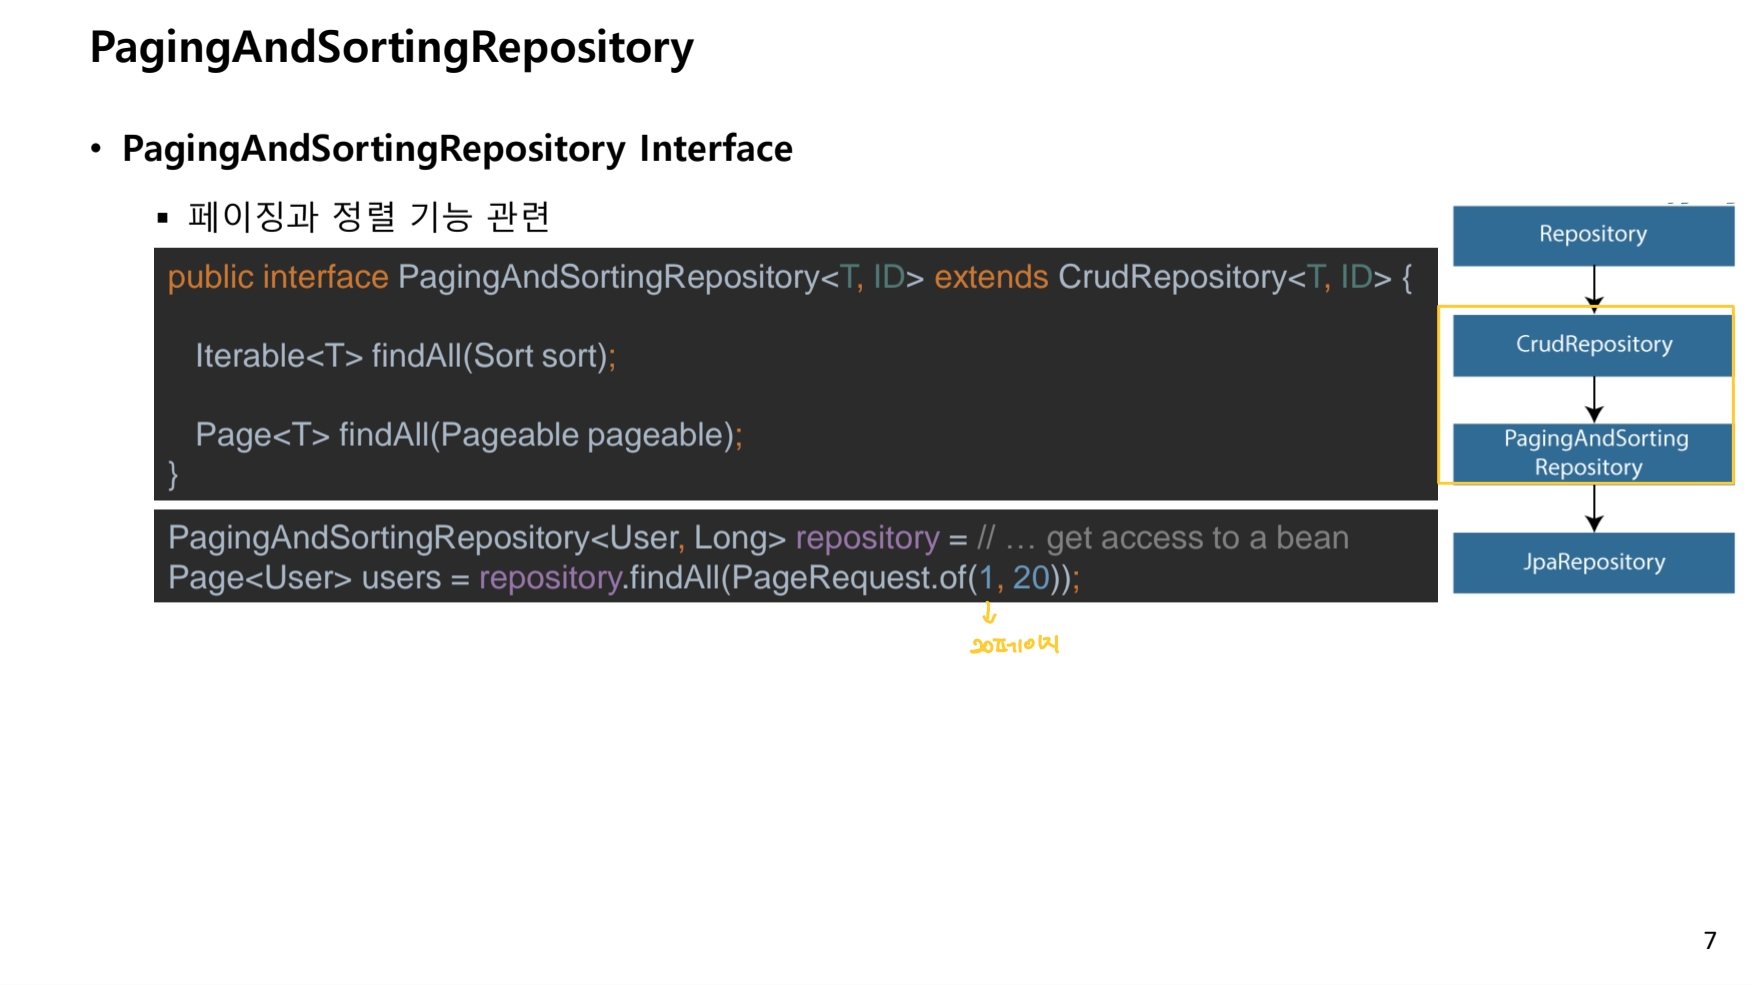 PagingAndSortingRepository
• PagingAndSortingRepository Interface
▪ 페이징과 정렬 기능 관련
public interface PagingAndSortingRepository<T, ID> extends CrudRepository<T, ID> {
Iterable<T> findAll(Sort sort);
Page<T> findAll(Pageable pageable);
}
PagingAndSortingRepository<User, Long> repository = // … get access to a bean
Page<User> users = repository.findAll(PageRequest.of(1, 20));
20페이지
Repository
CrudRepository
PagingAndSorting
Repository
JpaRepository
7